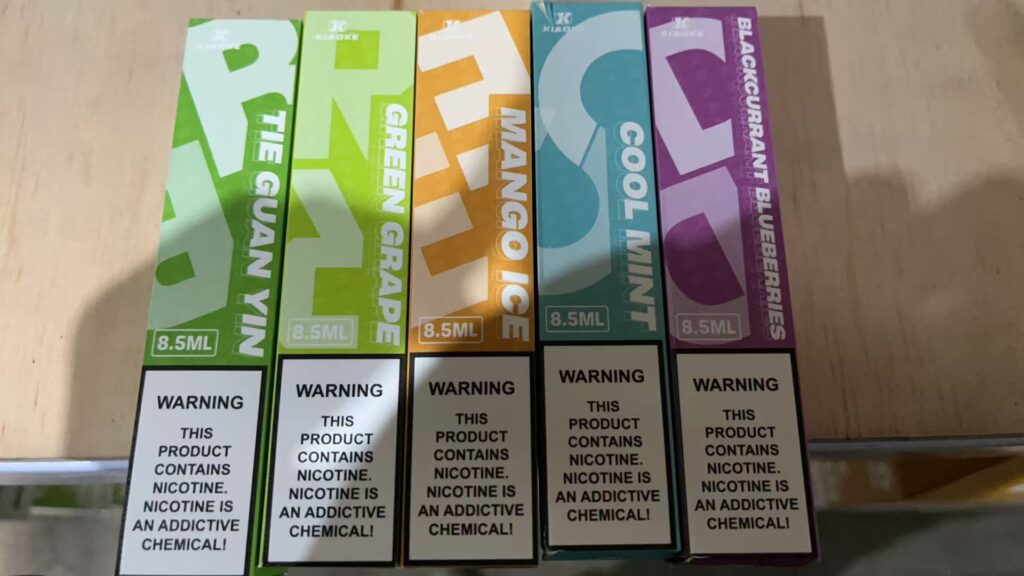 XIAOKE
TIE GUAN YIN
8.5ML
WARNING
THIS
PRODUCT
CONTAINS
NICOTINE.
NICOTINE IS
AN ADDICTIVE
CHEMICAL!
XIAOKE
GREEN GRAPE
8.5ML
WARNING
THIS
PRODUCT
CONTAINS
NICOTINE.
NICOTINE IS
AN ADDICTIVE
CHEMICAL!
XIAOKE
MANGO ICE
8.5ML
WARNING
THIS
PRODUCT
CONTAINS
NICOTINE.
NICOTINE IS
AN ADDICTIVE
CHEMICAL!
XIAOKE
COOL MINT
8.5ML
WARNING
THIS
PRODUCT
CONTAINS
NICOTINE.
NICOTINE IS
AN ADDICTIVE
CHEMICAL!
XIAOKE
BLACKCURRANT BLUEBERRIES
8.5ML
WARNING
THIS
PRODUCT
CONTAINS
NICOTINE.
NICOTINE IS
AN ADDICTIVE
CHEMICAL!